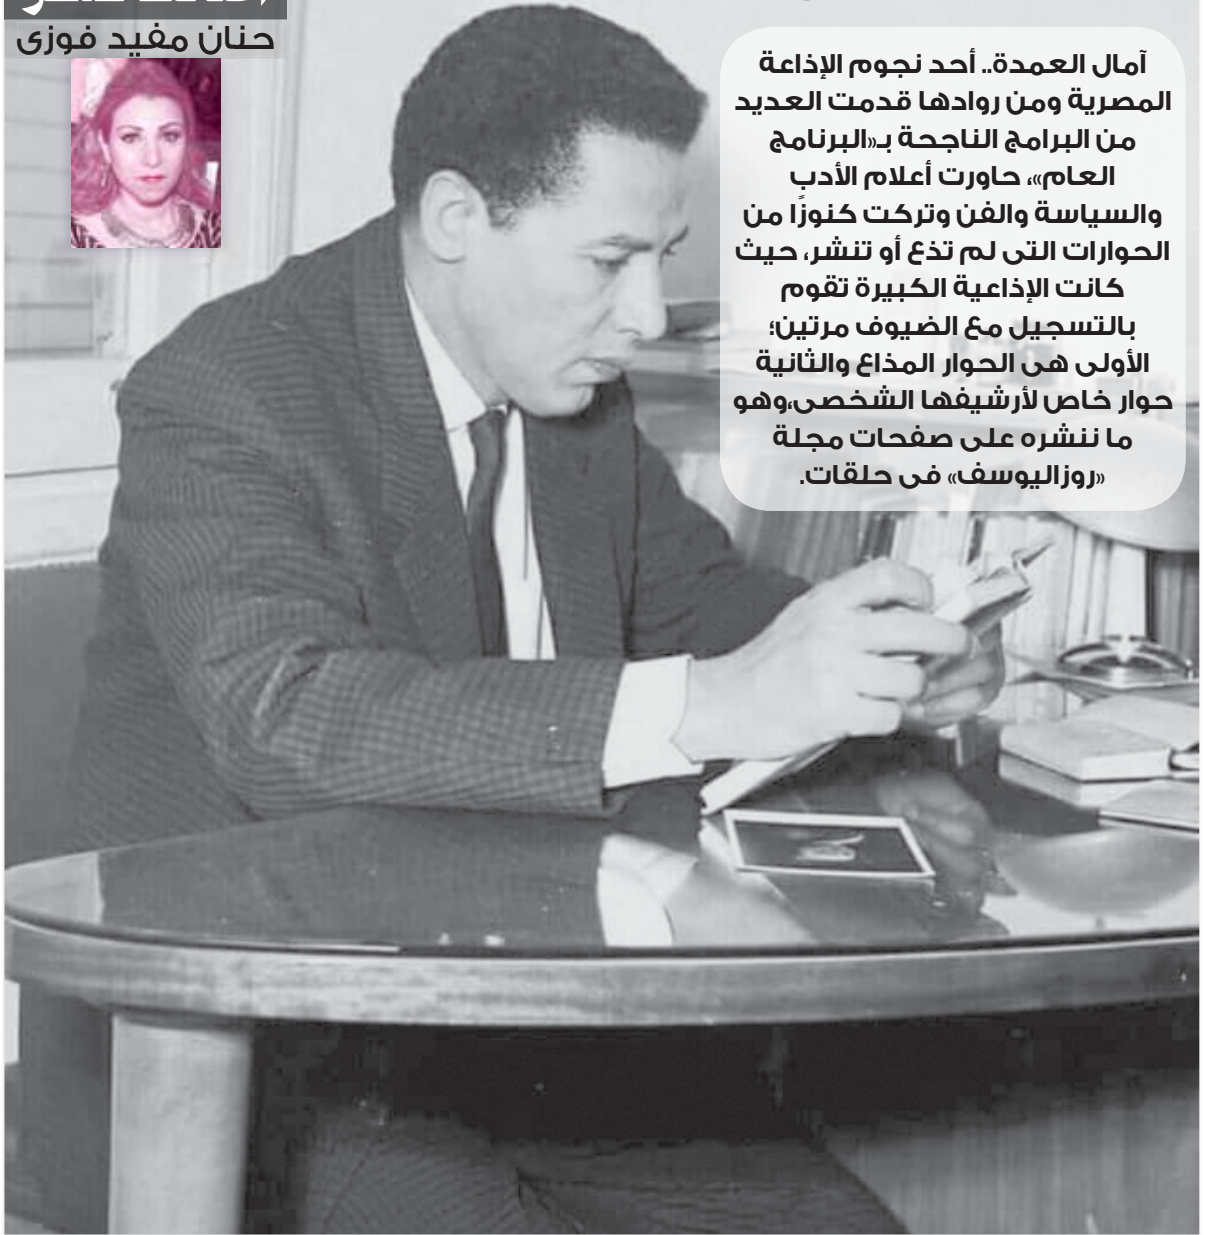 حنان مفيد فوزى
آمال العمدة.. أحد نجوم الإذاعة
المصرية ومن روادها قدمت العديد
من البرامج الناجحة بـ«البرنامج
العام»، حاورت أعلام الأدب
والسياسة والفن وتركت كنوزًا من
الحوارات التى لم تذع أو تنشر، حيث
كانت الإذاعية الكبيرة تقوم
بالتسجيل مع الضيوف مرتين؛
الأولى هى الحوار المذاع والثانية
حوار خاص لأرشيفها الشخصى،وهو
ما ننشره على صفحات مجلة
«روزاليوسف» فى حلقات.